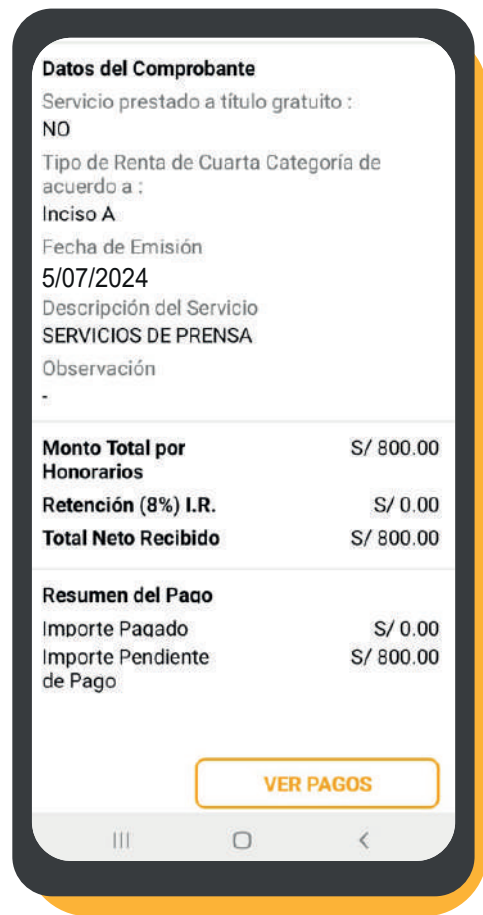 Datos del Comprobante
Servicio prestado a título gratuito :
NO
Tipo de Renta de Cuarta Categoría de
acuerdo a :
Inciso A
Fecha de Emisión
5/07/2024
Descripción del Servicio
SERVICIOS DE PRENSA
Observación
-
Monto Total por S/ 800.00
Honorarios
Retención (8%) I.R. S/ 0.00
Total Neto Recibido S/ 800.00
Resumen del Pago
Importe Pagado S/ 0.00
Importe Pendiente S/ 800.00
de Pago
VER PAGOS